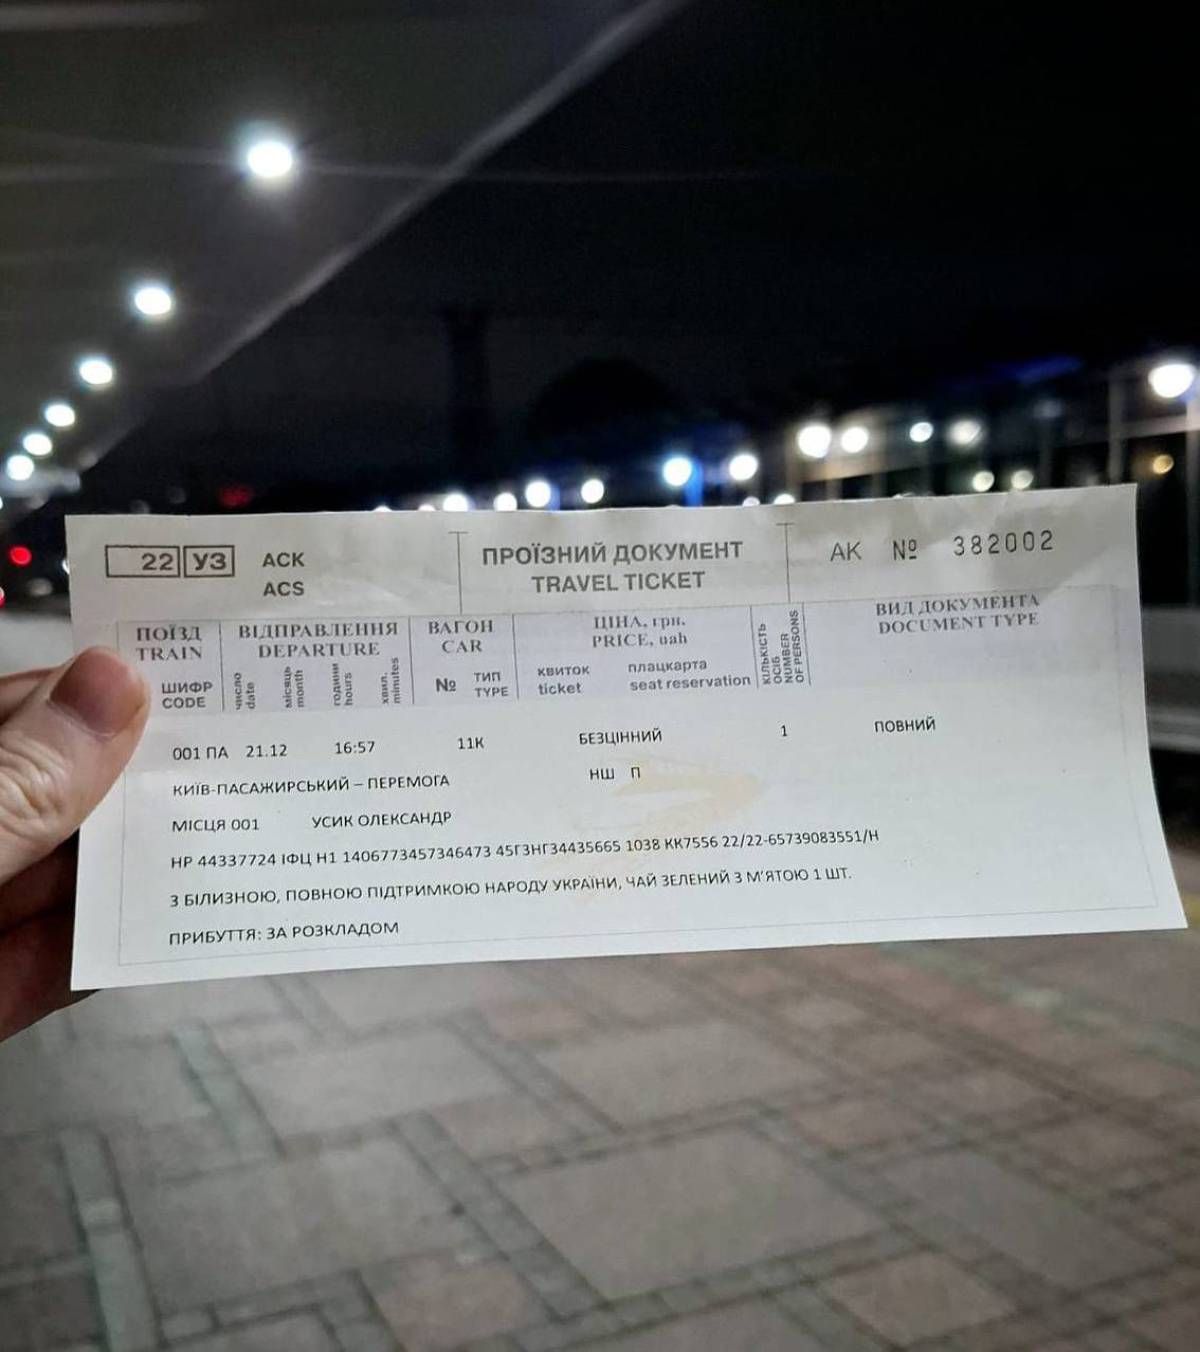 22 УЗ АСК
ACS
ПРОЇЗНИЙ ДОКУМЕНТ
TRAVEL TICKET
АК № 382002
ПОЇЗД
TRAIN
ШИФР
CODE
ВІДПРАВЛЕННЯ
DEPARTURE
число
date
місяць
month
години
hours
хвил.
minutes
ВАГОН
CAR
№
ТИП
TYPE
ЦІНА, грн.
PRICE, uah
квиток
ticket
плацкарта
seat reservation
КІЛЬКІСТЬ
ОСІБ
NUMBER
OF PERSONS
ВИД ДОКУМЕНТА
DOCUMENT TYPE
001 ПА 21.12 16:57 11К БЕЗЦІННИЙ 1 ПОВНИЙ
КИЇВ-ПАСАЖИРСЬКИЙ – ПЕРЕМОГА НШ П
МІСЦЯ 001 УСИК ОЛЕКСАНДР
НР 44337724 ІФЦ Н1 1406773457346473 45ГЗНГ34435665 1038 КК7556 22/22-65739083551/Н
З БІЛИЗНОЮ, ПОВНОЮ ПІДТРИМКОЮ НАРОДУ УКРАЇНИ, ЧАЙ ЗЕЛЕНИЙ З М'ЯТОЮ 1 ШТ.
ПРИБУТТЯ: ЗА РОЗКЛАДОМ